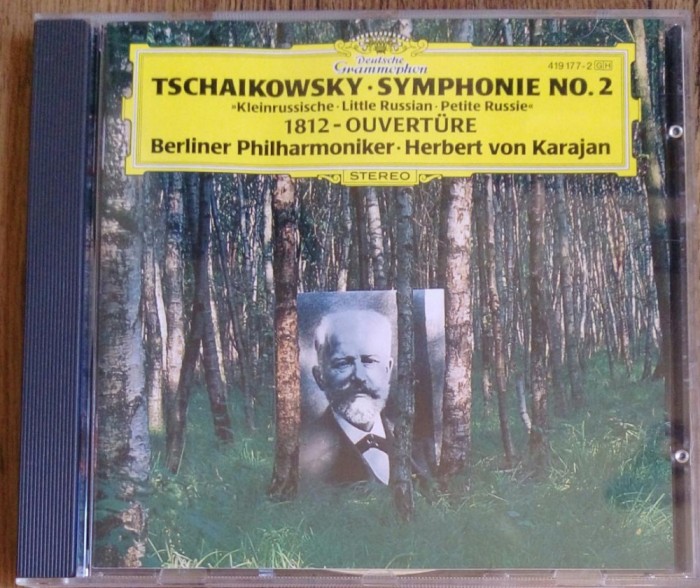 Deutsche
Grammophon
419 177-2 GH
TSCHAIKOWSKY · SYMPHONIE NO. 2
»Kleinrussische · Little Russian · Petite Russie«
1812 - OUVERTÜRE
Berliner Philharmoniker · Herbert von Karajan
STEREO